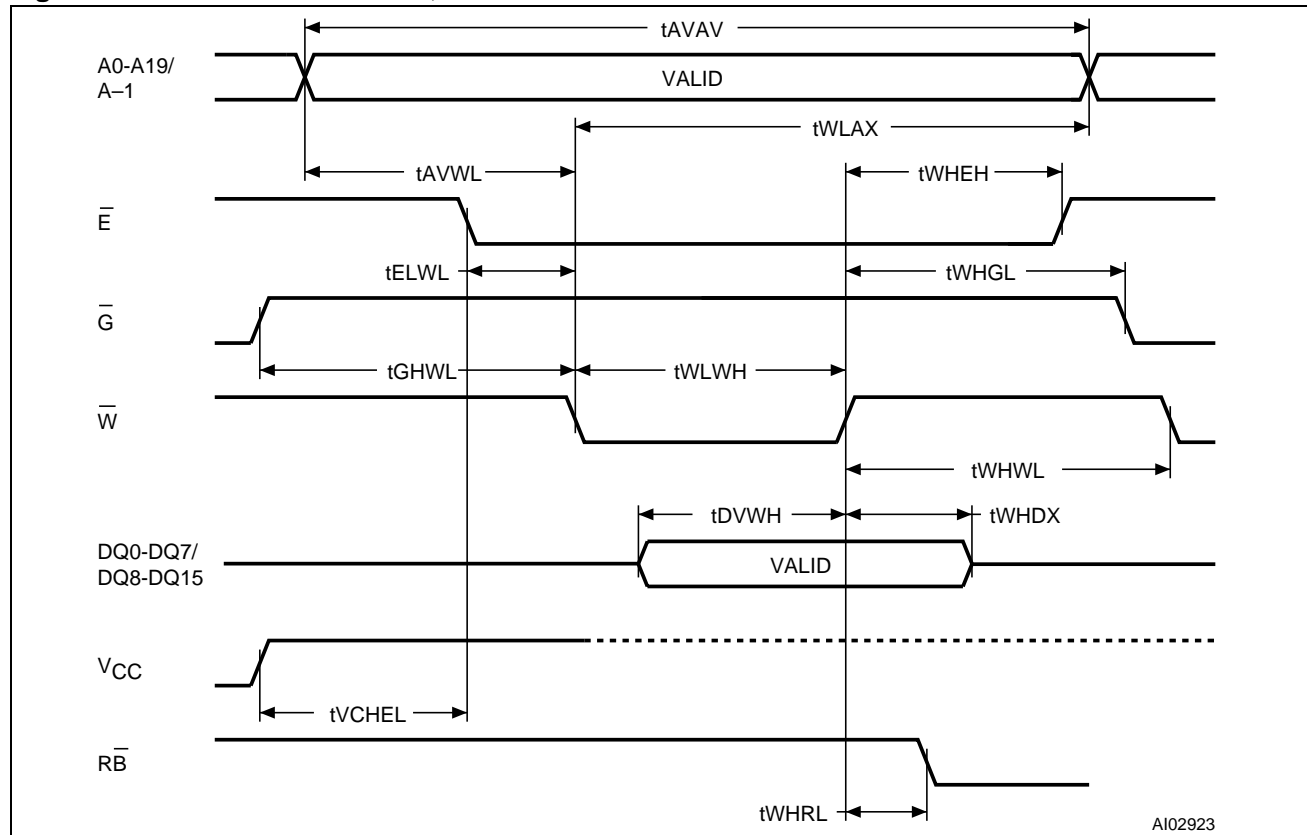 tAVAV
A0-A19/
A–1
VALID
tWLAX
tAVWL
tWHEH
E̅
tELWL
tWHGL
G̅
tGHWL
tWLWH
W̅
tWHWL
tDVWH
tWHDX
DQ0-DQ7/
DQ8-DQ15
VALID
VCC
tVCHEL
RB̅
tWHRL
AI02923